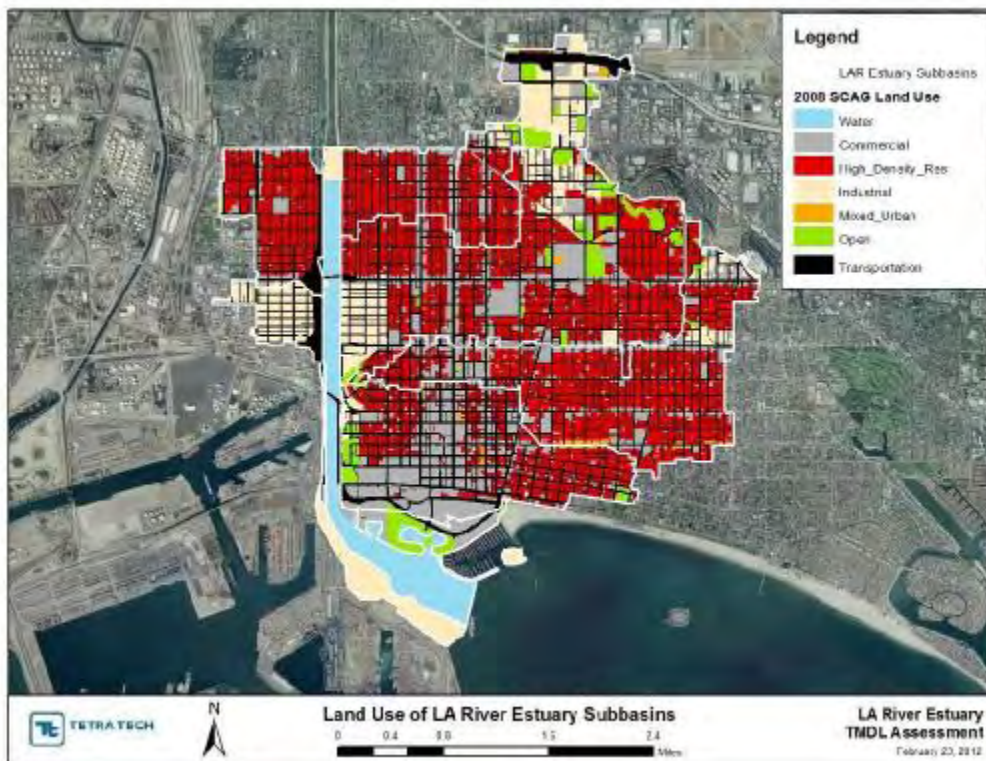 Legend
LAR Estuary Subbasins
2008 SCAG Land Use
Water
Commercial
High_Density_Res
Industrial
Mixed_Urban
Open
Transportation
TETRA TECH
N
Land Use of LA River Estuary Subbasins
0 0.4 0.8 1.6 2.4
Miles
LA River Estuary
TMDL Assessment
February 23, 2012